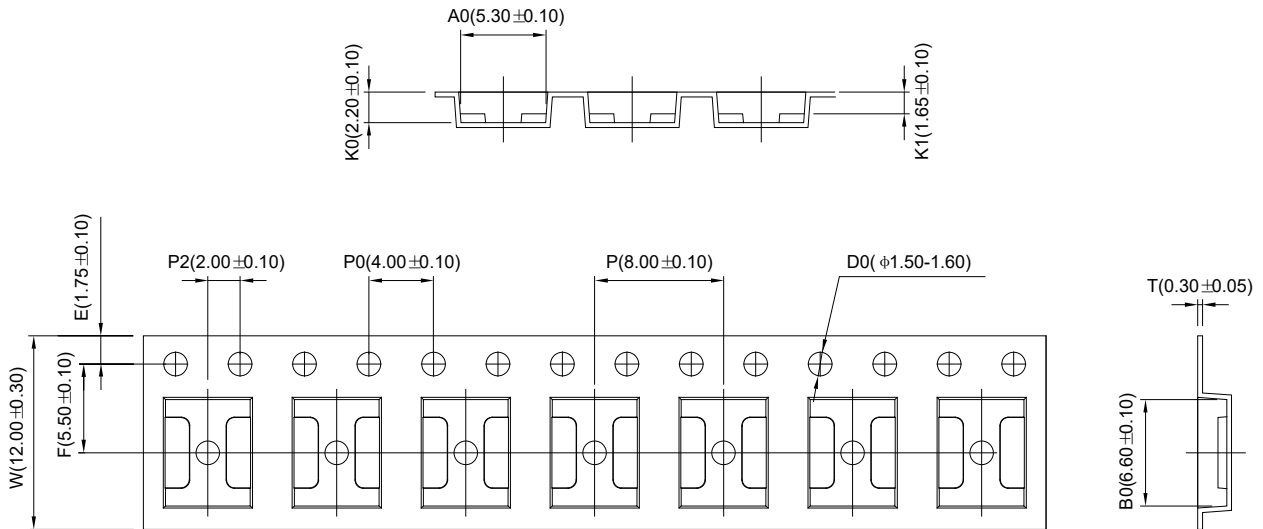 A0(5.30±0.10)
K0(2.20±0.10)
K1(1.65±0.10)
E(1.75±0.10)
P2(2.00±0.10)
P0(4.00±0.10)
P(8.00±0.10)
D0( ϕ1.50-1.60)
T(0.30±0.05)
W(12.00±0.30)
F(5.50±0.10)
B0(6.60±0.10)